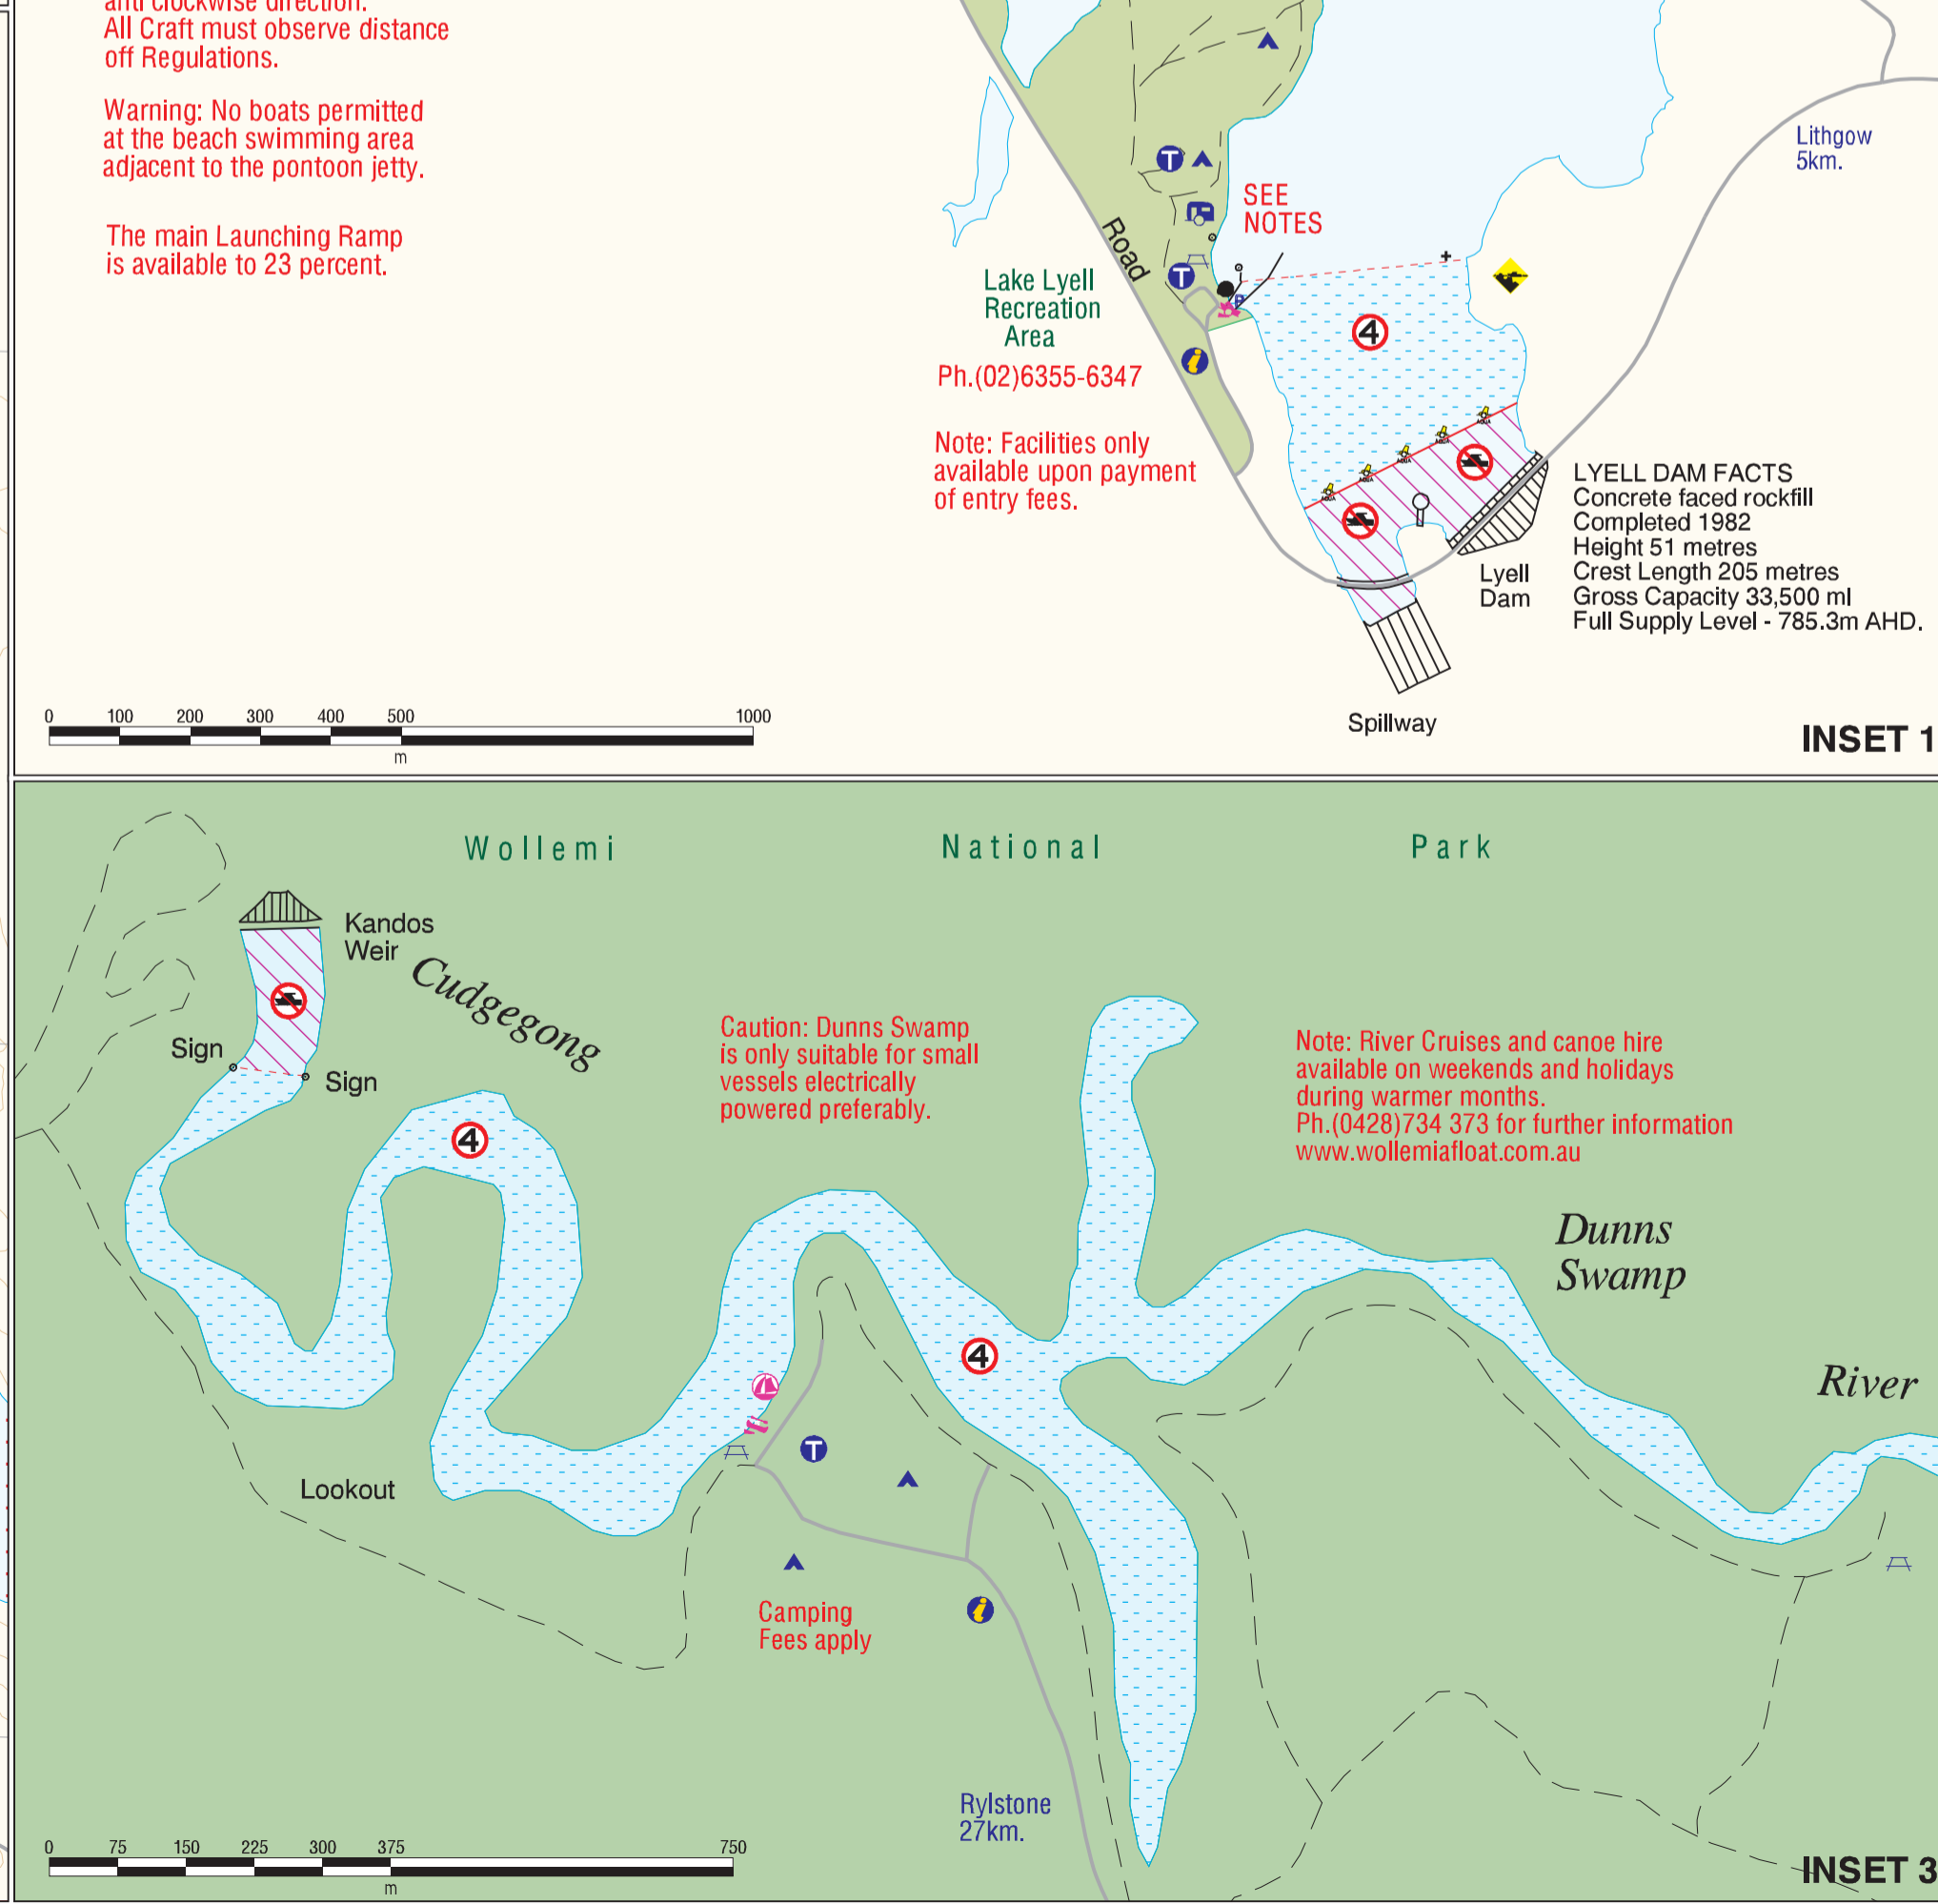 anti clockwise direction.
All Craft must observe distance
off Regulations.
Warning: No boats permitted
at the beach swimming area
adjacent to the pontoon jetty.
The main Launching Ramp
is available to 23 percent.
Lithgow
5km.
SEE
NOTES
Road
T
T
P
Lake Lyell
Recreation
Area
Ph.(02)6355-6347
i
4
Note: Facilities only
available upon payment
of entry fees.
AQUA
AQUA
AQUA
AQUA
AQUA
LYELL DAM FACTS
Concrete faced rockfill
Completed 1982
Height 51 metres
Crest Length 205 metres
Gross Capacity 33,500 ml
Full Supply Level - 785.3m AHD.
Lyell
Dam
Spillway
0 100 200 300 400 500 1000
m
INSET 1
Wollemi National Park
Kandos
Weir
Cudgegong
Sign
Sign
4
Caution: Dunns Swamp
is only suitable for small
vessels electrically
powered preferably.
Note: River Cruises and canoe hire
available on weekends and holidays
during warmer months.
Ph.(0428)734 373 for further information
www.wollemiafloat.com.au
Dunns
Swamp
4
River
T
Lookout
Camping
Fees apply
i
Rylstone
27km.
0 75 150 225 300 375 750
m
INSET 3